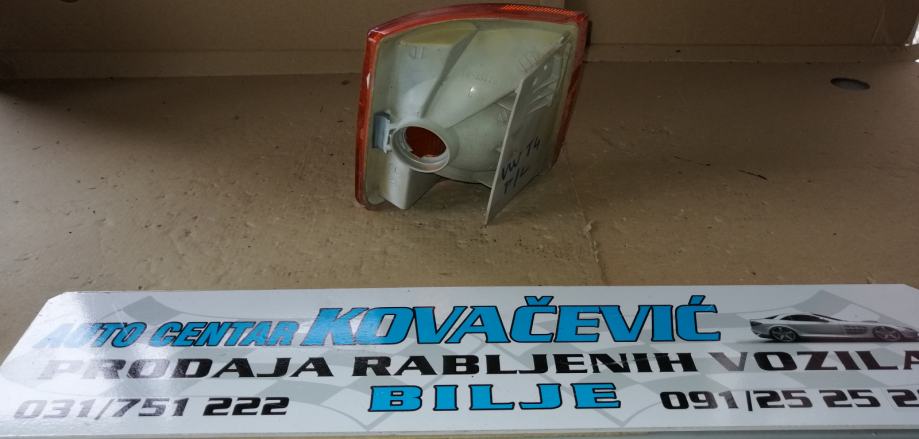 VW T4
P/L
AUTO CENTAR KOVAČEVIĆ
PRODAJA RABLJENIH VOZILA
BILJE
031/751 222 091/25 25 2